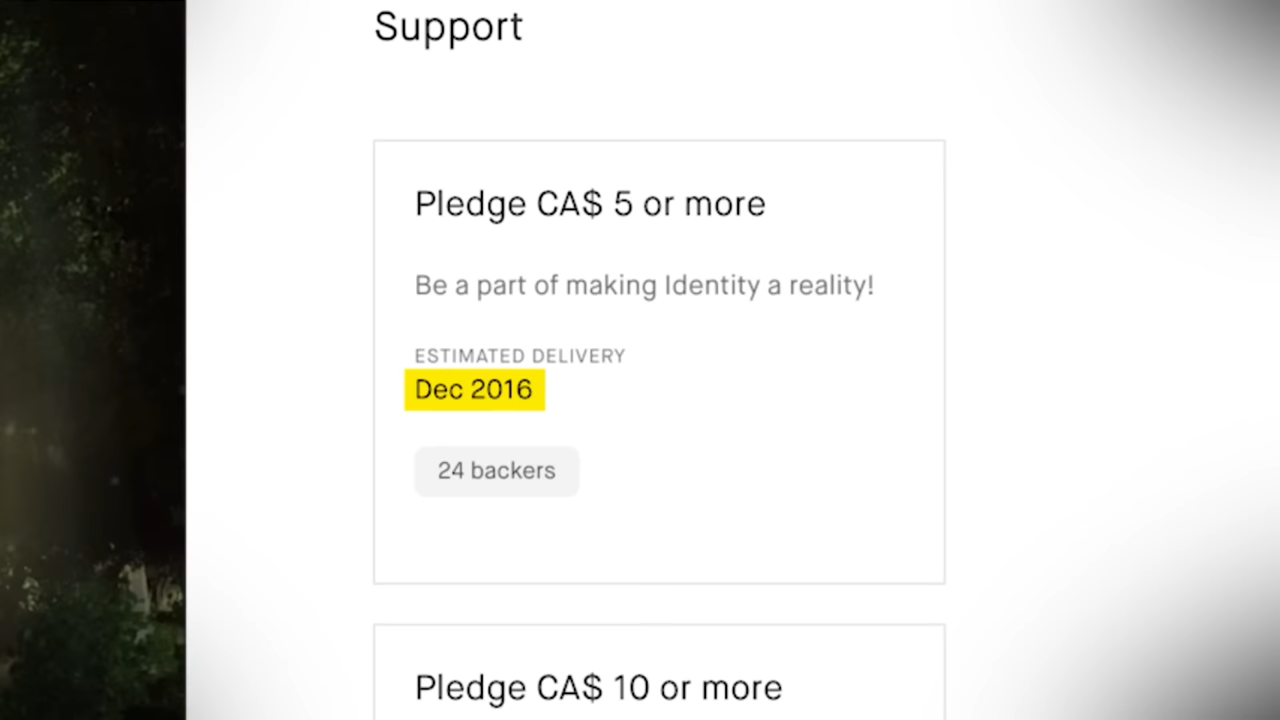 Support
Pledge CA$ 5 or more
Be a part of making Identity a reality!
ESTIMATED DELIVERY
Dec 2016
24 backers
Pledge CA$ 10 or more